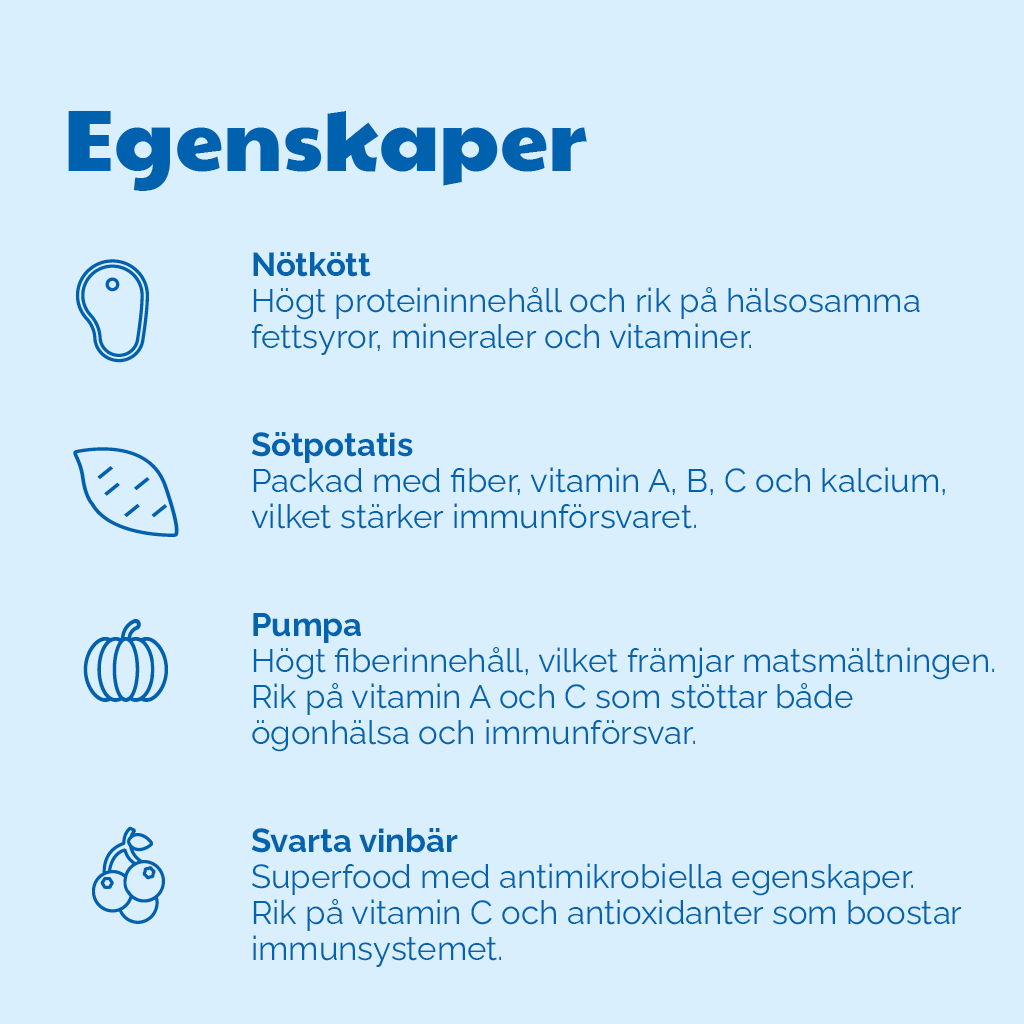 Egenskaper
Nötkött
Högt proteininnehåll och rik på hälsosamma
fettsyror, mineraler och vitaminer.
Sötpotatis
Packad med fiber, vitamin A, B, C och kalcium,
vilket stärker immunförsvaret.
Pumpa
Högt fiberinnehåll, vilket främjar matsmältningen.
Rik på vitamin A och C som stöttar både
ögonhälsa och immunförsvar.
Svarta vinbär
Superfood med antimikrobiella egenskaper.
Rik på vitamin C och antioxidanter som boostar
immunsystemet.